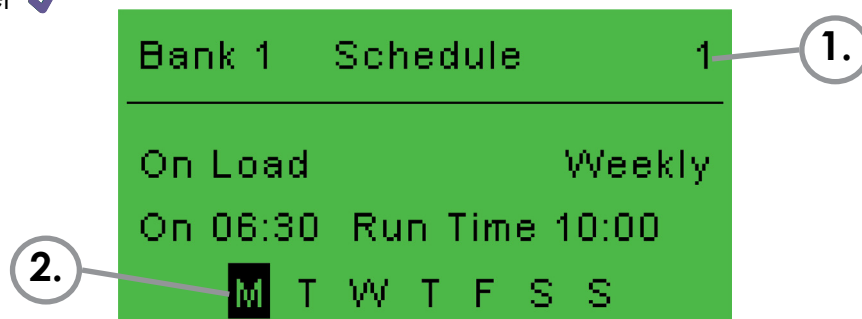 Bank 1 Schedule 1
1.
On Load Weekly
On 06:30 Run Time 10:00
2.
M T W T F S S